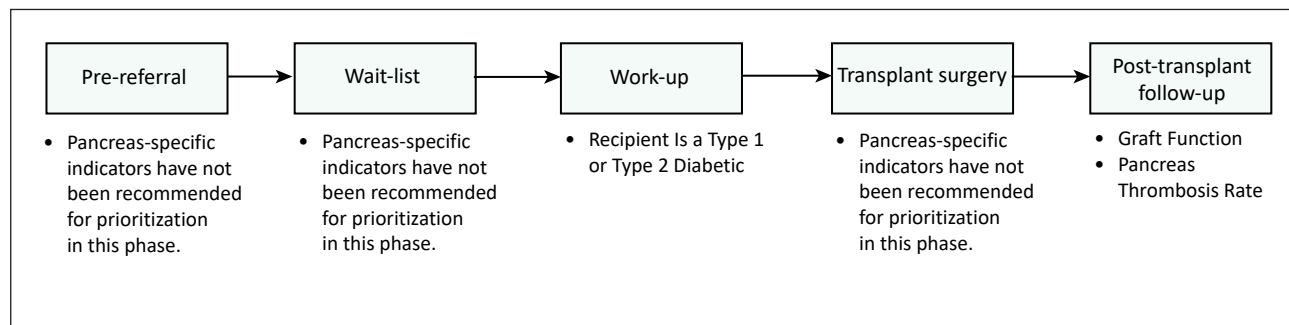 Pre-referral
Wait-list
Work-up
Transplant surgery
Post-transplant
follow-up
• Pancreas-specific
indicators have not
been recommended
for prioritization
in this phase.
• Pancreas-specific
indicators have not
been recommended
for prioritization
in this phase.
• Recipient Is a Type 1
or Type 2 Diabetic
• Pancreas-specific
indicators have not
been recommended
for prioritization
in this phase.
• Graft Function
• Pancreas
Thrombosis Rate